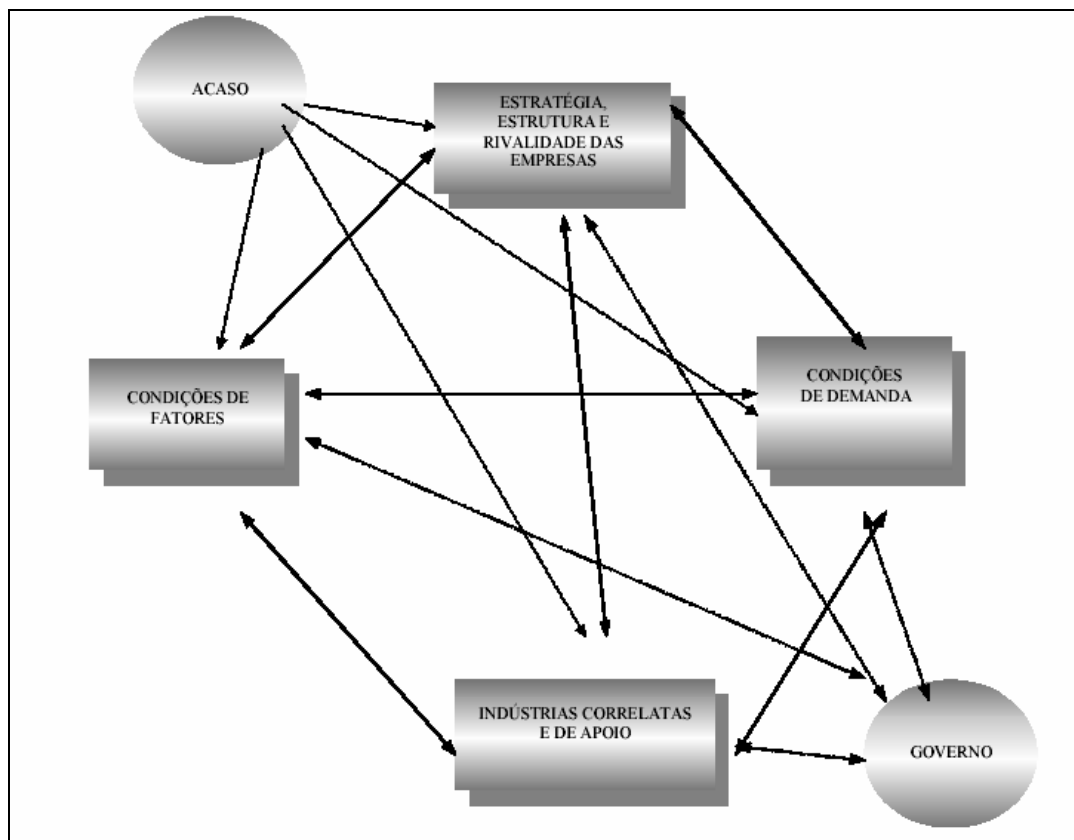 ACASO
ESTRATÉGIA,
ESTRUTURA E
RIVALIDADE DAS
EMPRESAS
CONDIÇÕES DE
FATORES
CONDIÇÕES
DE DEMANDA
INDÚSTRIAS CORRELATAS
E DE APOIO
GOVERNO